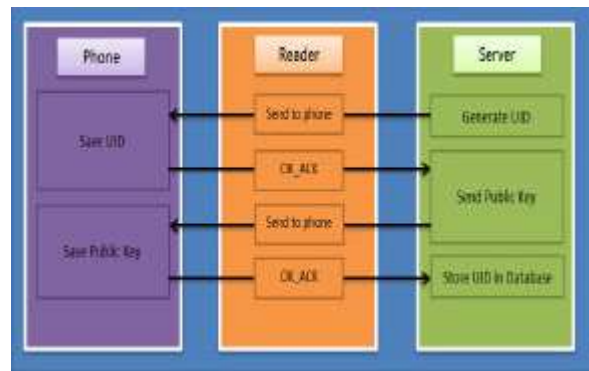 Phone
Reader
Server
Send to phone
Generate UID
Save UID
OK_ACK
Send Public Key
Send to phone
Save Public Key
OK_ACK
Store UID in Database